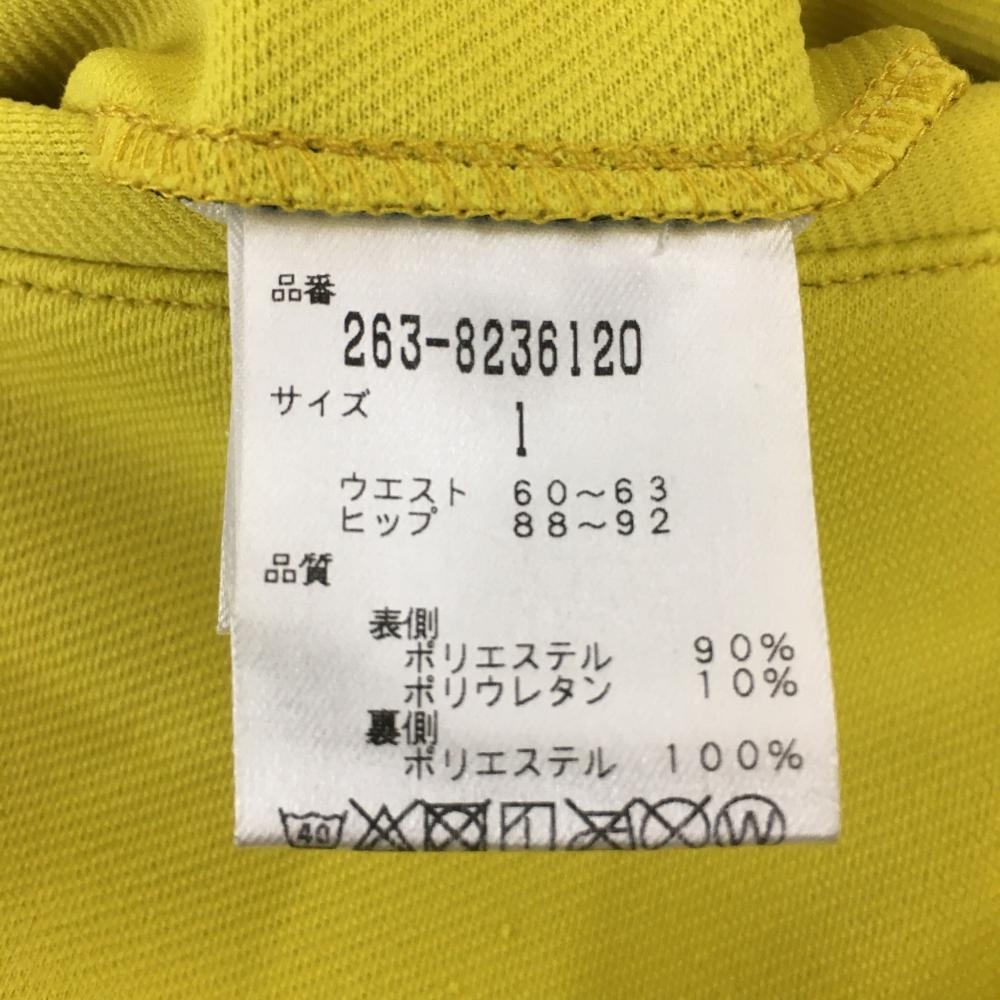 品番
263-8236120
サイズ
1
ウエスト 60～63
ヒップ 88～92
品質
表側
ポリエステル 90%
ポリウレタン 10%
裏側
ポリエステル 100%
40 W